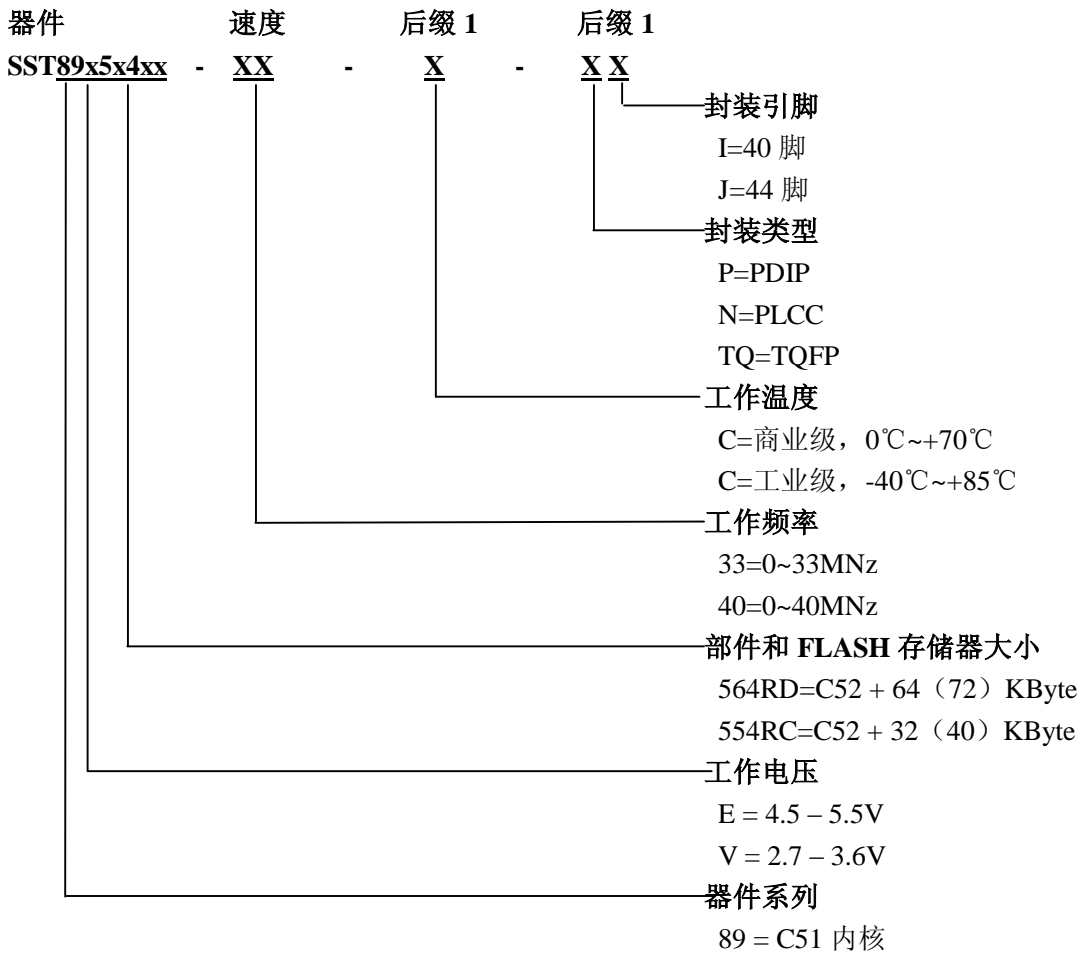 器件 速度 后缀 1 后缀 1
SST89x5x4xx - XX - X - X X
封装引脚
I=40 脚
J=44 脚
封装类型
P=PDIP
N=PLCC
TQ=TQFP
工作温度
C=商业级，0℃~+70℃
C=工业级，-40℃~+85℃
工作频率
33=0~33MNz
40=0~40MNz
部件和 FLASH 存储器大小
564RD=C52 + 64（72）KByte
554RC=C52 + 32（40）KByte
工作电压
E = 4.5 – 5.5V
V = 2.7 – 3.6V
器件系列
89 = C51 内核